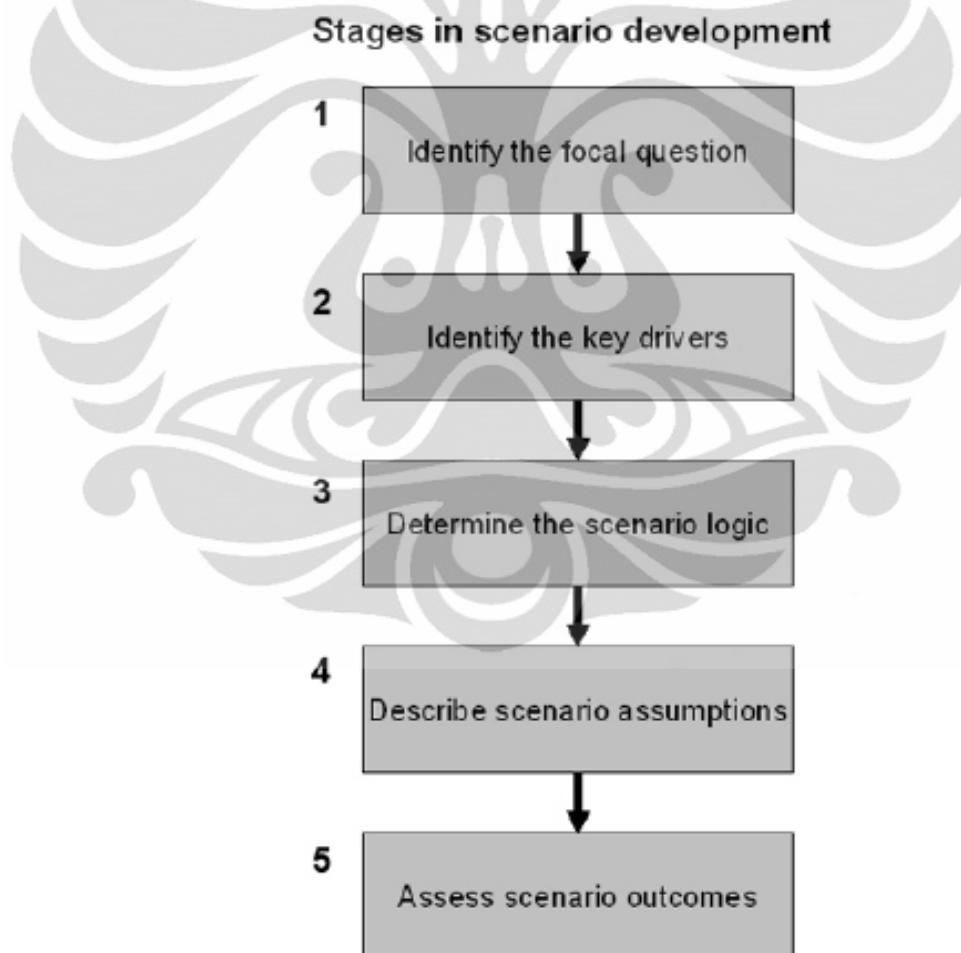 Stages in scenario development
1
Identify the focal question
2
Identify the key drivers
3
Determine the scenario logic
4
Describe scenario assumptions
5
Assess scenario outcomes